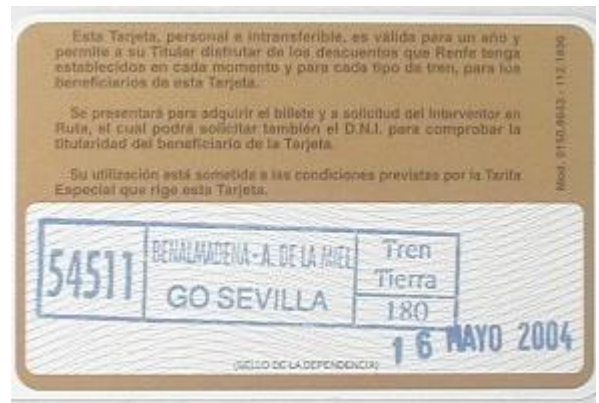 Esta Tarjeta, personal e intransferible, es válida para un año y
permite a su Titular disfrutar de los descuentos que Renfe tenga
establecidos en cada momento y para cada tipo de tren, para los
beneficiarios de esta Tarjeta.
Se presentará para adquirir el billete y a solicitud del Interventor en
Ruta, el cual podrá solicitar también el D.N.I. para comprobar la
titularidad del beneficiario de la Tarjeta.
Su utilización está sometida a las condiciones previstas por la Tarifa
Especial que rige esta Tarjeta.
Mod.
54511
BENALMADENA - A. DE LA MIEL
GO SEVILLA
Tren
Tierra
180
16 MAYO 2004
(SELLO DE LA DEPENDENCIA)